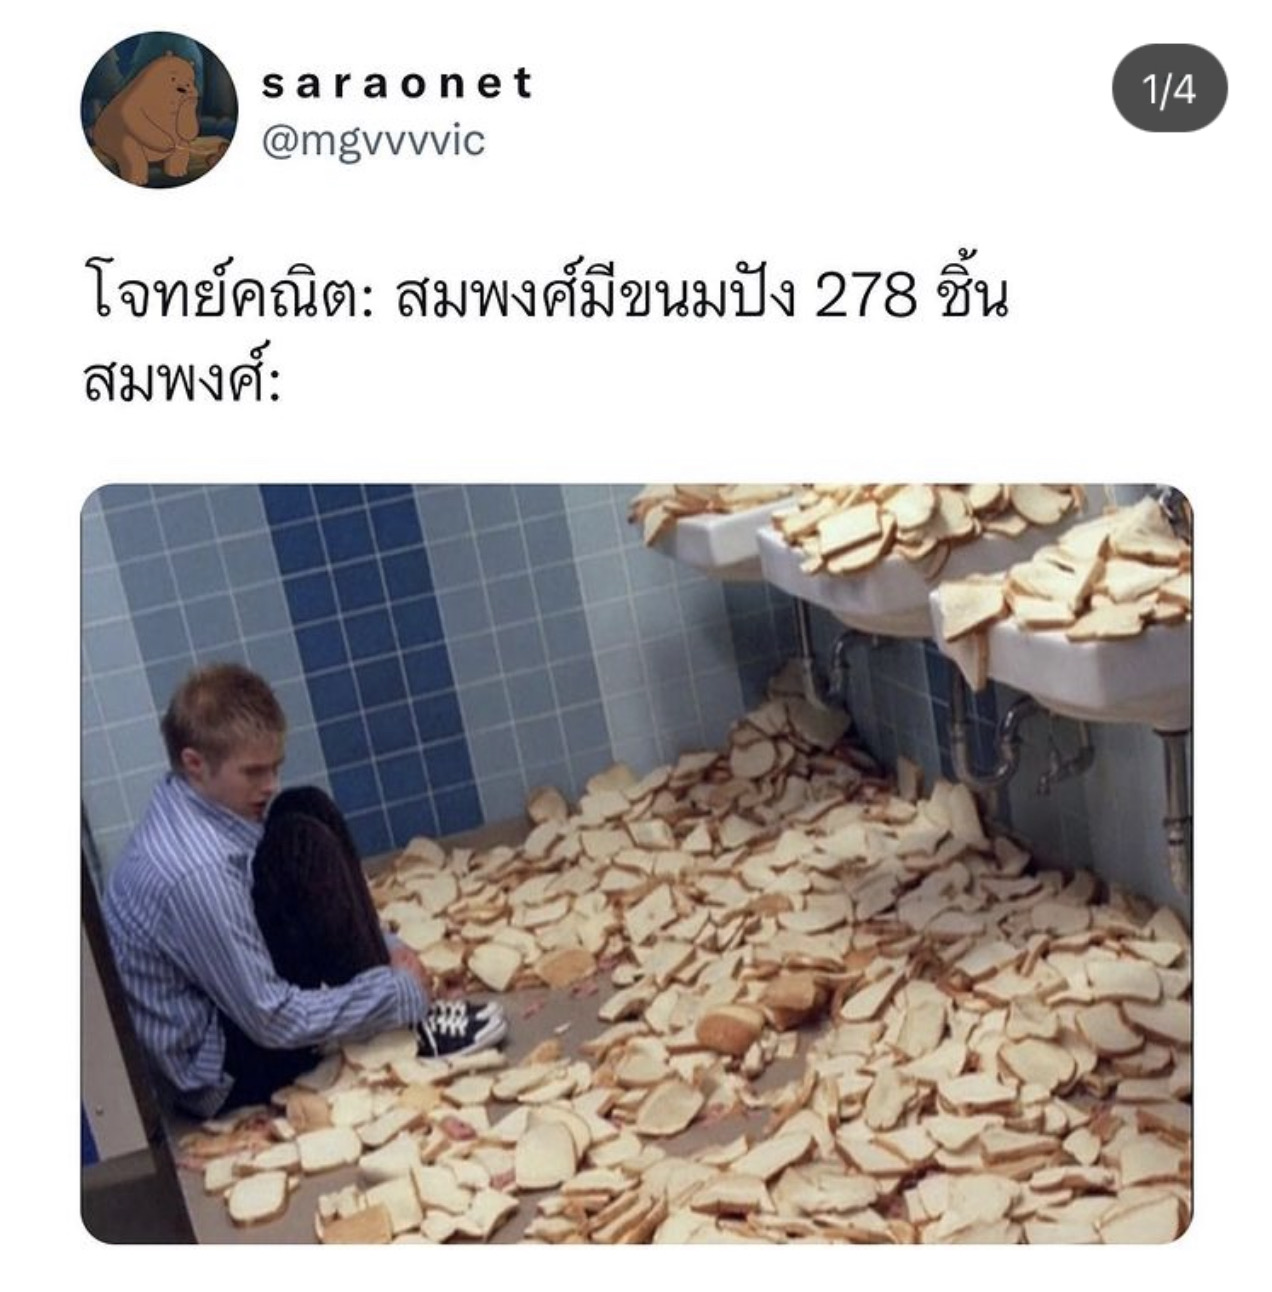 saraonet
@mgvvvvic
1/4
โจทย์คณิต: สมพงศ์มีขนมปัง 278 ชิ้น
สมพงศ์: